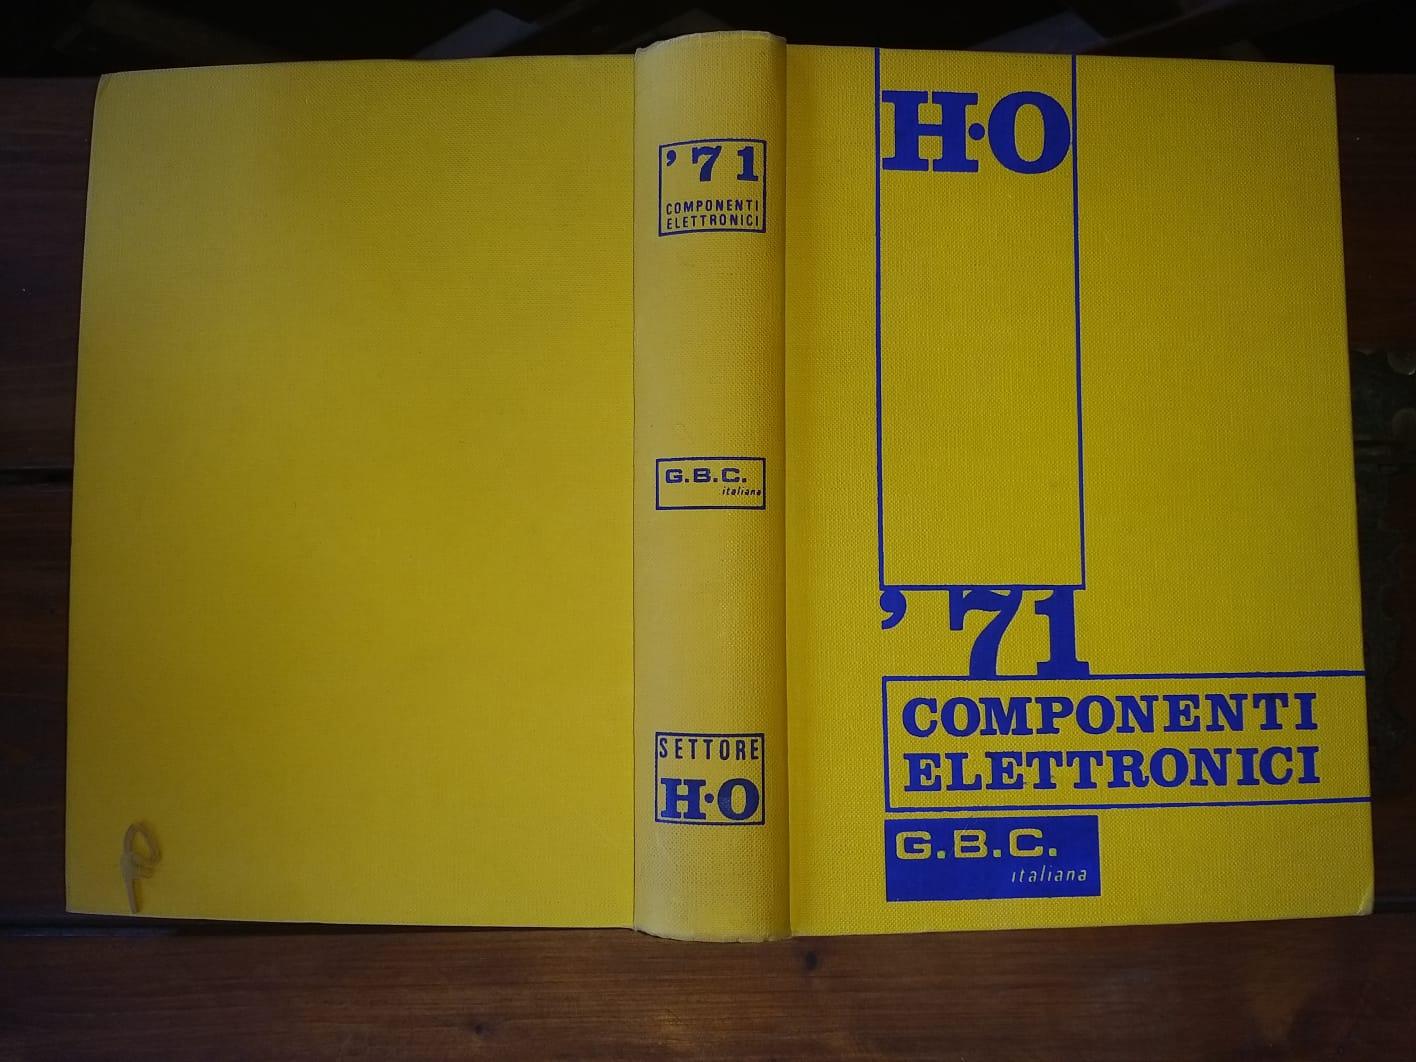 ’71
COMPONENTI
ELETTRONICI
G.B.C.
italiana
SETTORE
H·O
H·O
’71
COMPONENTI
ELETTRONICI
G.B.C.
italiana